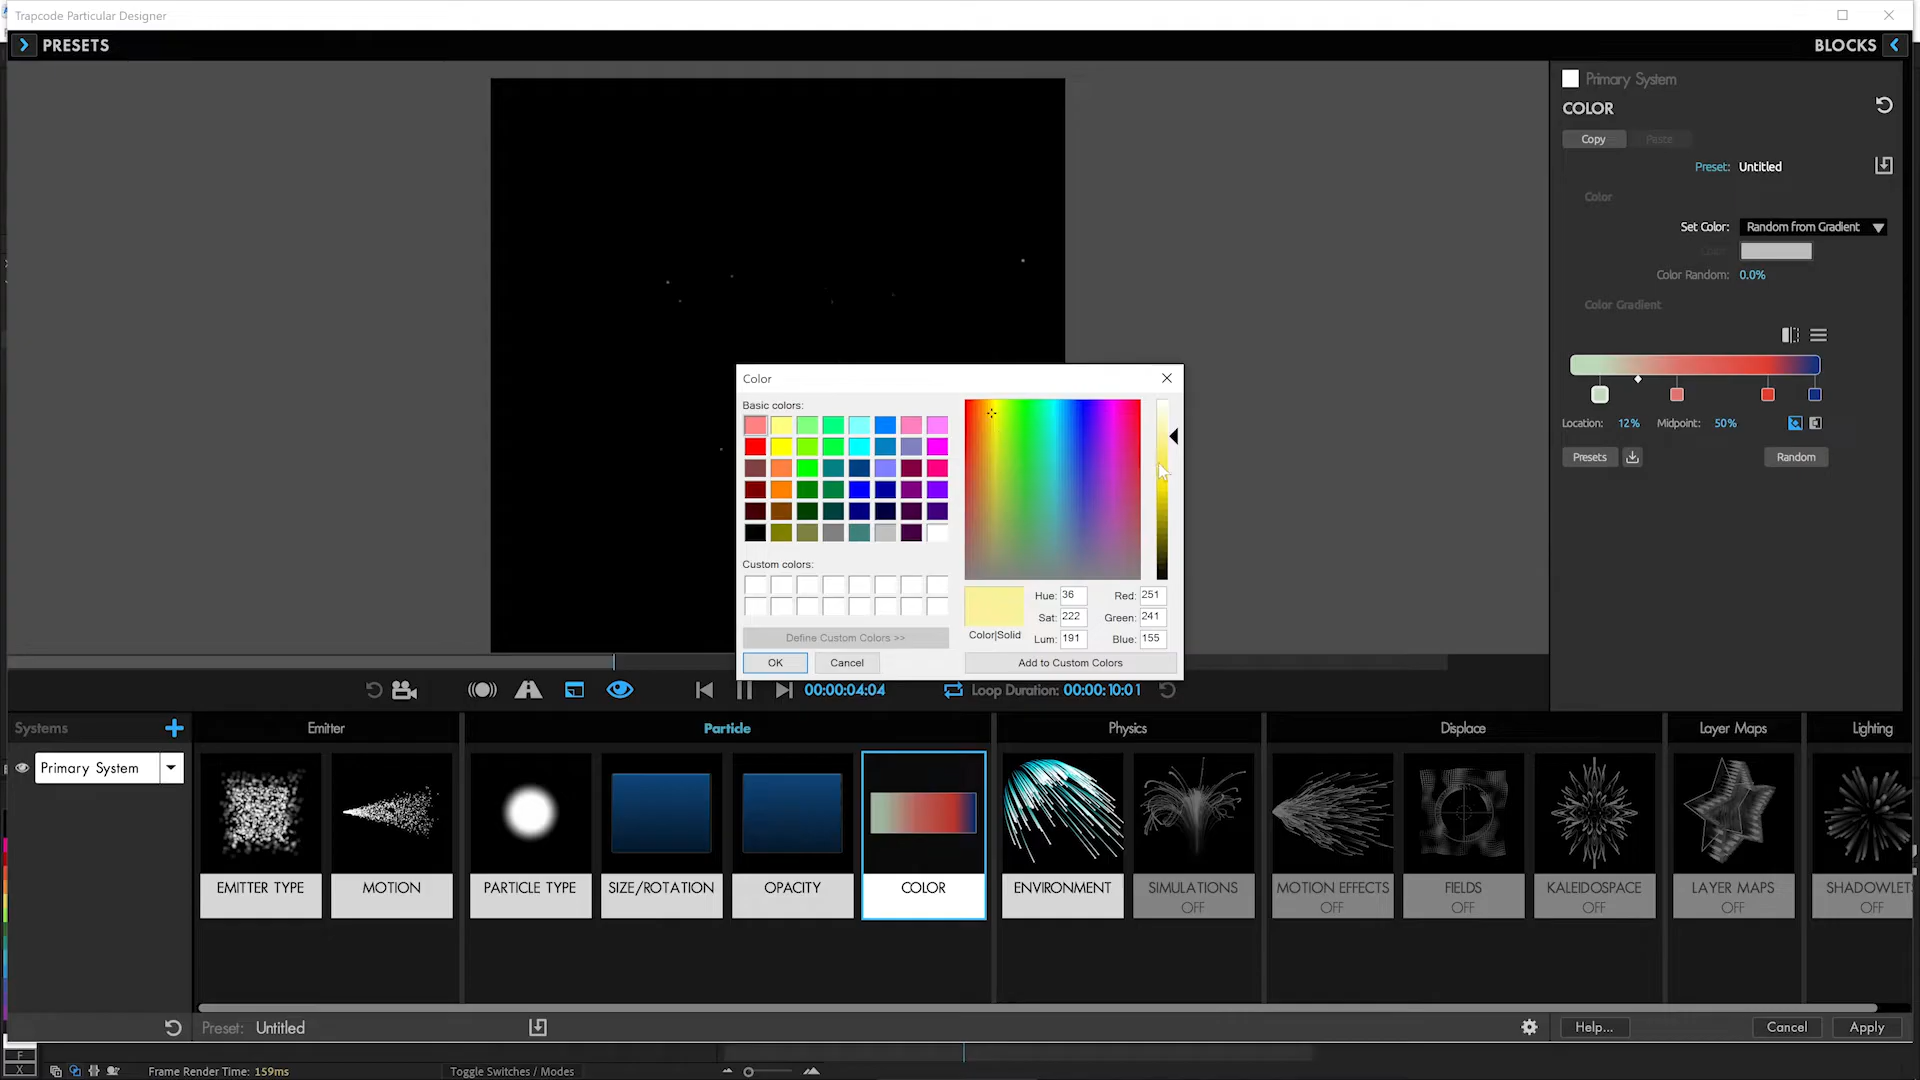 Trapcode Particular Designer
PRESETS
BLOCKS
Primary System
COLOR
Copy
Paste
Preset: Untitled
Color
Set Color: Random from Gradient
Color:
Color Random: 0.0%
Color Gradient
Location: 12% Midpoint: 50%
Presets
Random
Color
Basic colors:
Custom colors:
Define Custom Colors >>
OK
Cancel
Hue: 36 Red: 251
Sat: 222 Green: 241
Color|Solid
Lum: 191 Blue: 155
Add to Custom Colors
00:00:04:04
Loop Duration: 00:00:10:01
Systems
Primary System
Emitter
Particle
Physics
Displace
Layer Maps
Lighting
EMITTER TYPE
MOTION
PARTICLE TYPE
SIZE/ROTATION
OPACITY
COLOR
ENVIRONMENT
SIMULATIONS
OFF
MOTION EFFECTS
OFF
FIELDS
OFF
KALEIDOSPACE
OFF
LAYER MAPS
OFF
SHADOWLET
OFF
Preset: Untitled
Help...
Cancel
Apply
F
X
Frame Render Time: 159ms
Toggle Switches / Modes